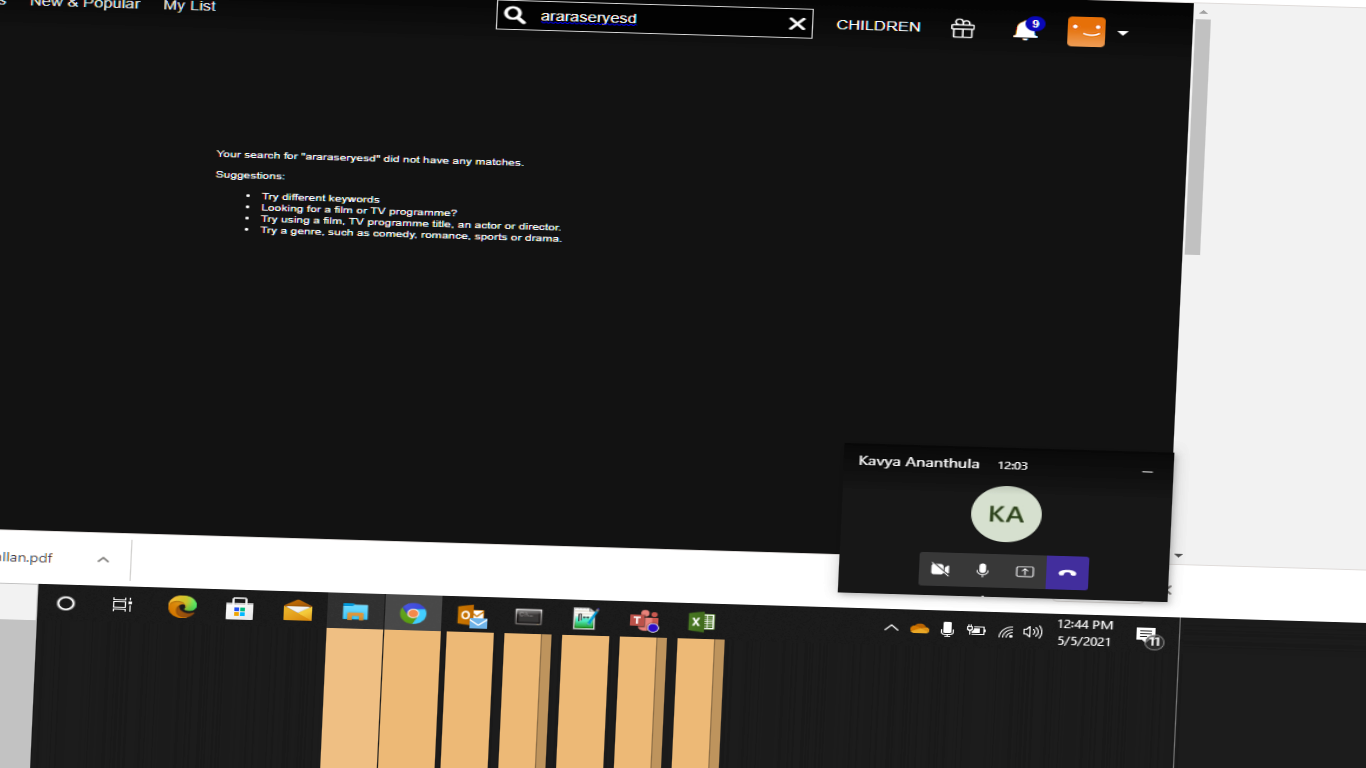 New & Popular
My List
araraseryesd
CHILDREN
9
Your search for "araraseryesd" did not have any matches.
Suggestions:
Try different keywords
Looking for a film or TV programme?
Try using a film, TV programme title, an actor or director.
Try a genre, such as comedy, romance, sports or drama.
Kavya Ananthula 12:03
KA
llan.pdf
12:44 PM
5/5/2021
11